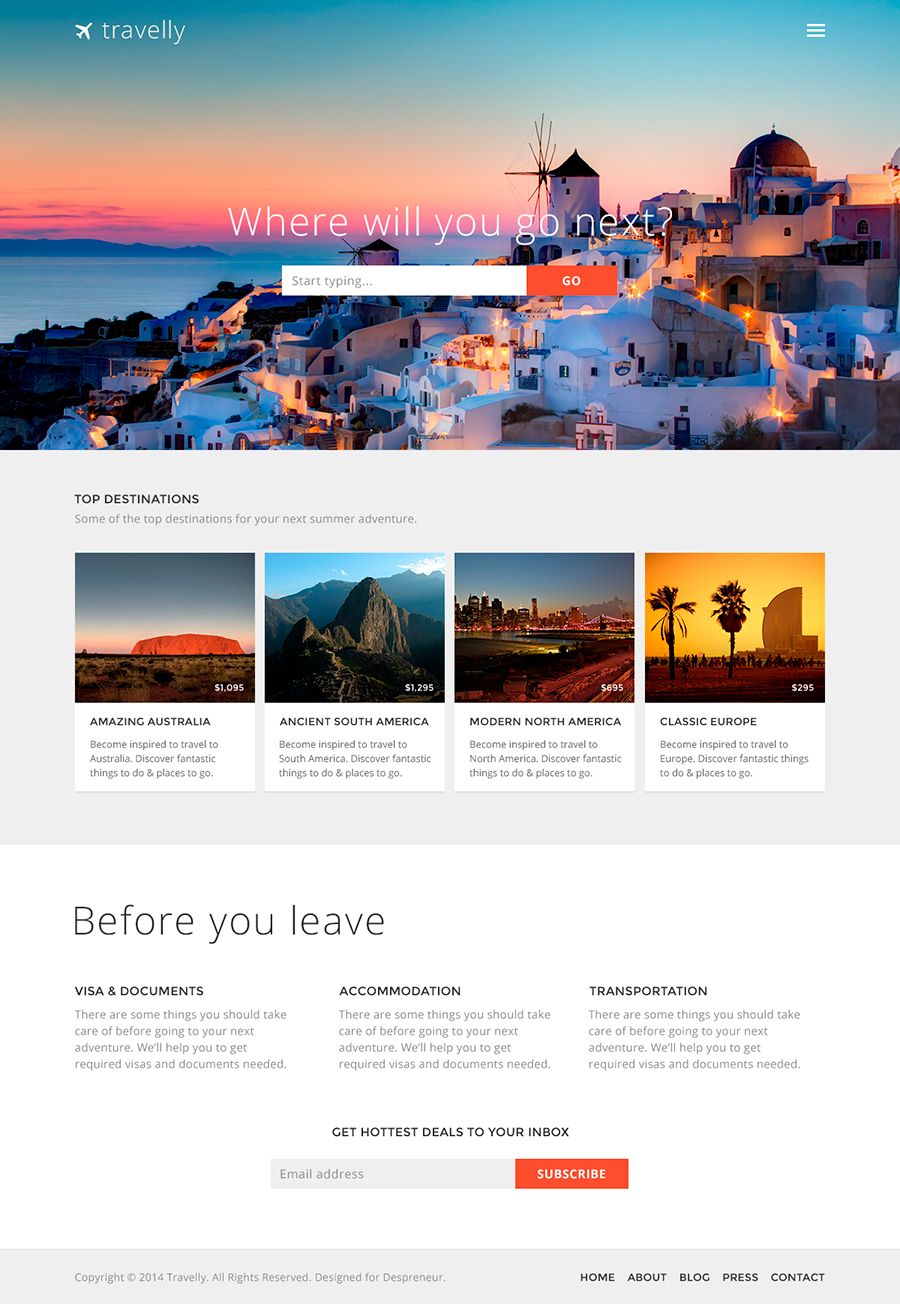 travelly
Where will you go next?
Start typing...
GO
TOP DESTINATIONS
Some of the top destinations for your next summer adventure.
$1,095
AMAZING AUSTRALIA
Become inspired to travel to
Australia. Discover fantastic
things to do & places to go.
$1,295
ANCIENT SOUTH AMERICA
Become inspired to travel to
South America. Discover fantastic
things to do & places to go.
$695
MODERN NORTH AMERICA
Become inspired to travel to
North America. Discover fantastic
things to do & places to go.
$295
CLASSIC EUROPE
Become inspired to travel to
Europe. Discover fantastic things
to do & places to go.
Before you leave
VISA & DOCUMENTS
There are some things you should take
care of before going to your next
adventure. We’ll help you to get
required visas and documents needed.
ACCOMMODATION
There are some things you should take
care of before going to your next
adventure. We’ll help you to get
required visas and documents needed.
TRANSPORTATION
There are some things you should take
care of before going to your next
adventure. We’ll help you to get
required visas and documents needed.
GET HOTTEST DEALS TO YOUR INBOX
Email address
SUBSCRIBE
Copyright © 2014 Travelly. All Rights Reserved. Designed for Despreneur.
HOME ABOUT BLOG PRESS CONTACT